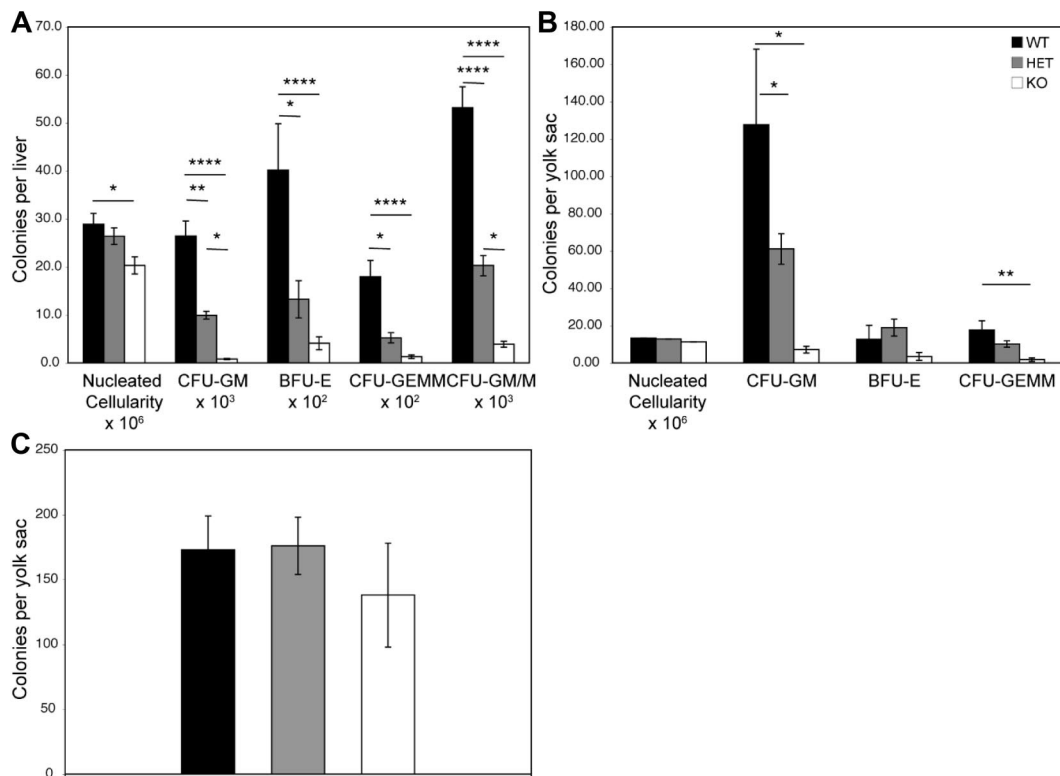 A
Colonies per liver
70.0
60.0
50.0
40.0
30.0
20.0
10.0
0.0
*
****
**
*
****
*
****
*
****
****
*
Nucleated
Cellularity
x 10⁶
CFU-GM
x 10³
BFU-E
x 10²
CFU-GEMM
x 10²
CFU-GM/M
x 10³
B
Colonies per yolk sac
180.00
160.00
140.00
120.00
100.00
80.00
60.00
40.00
20.00
0.00
*
*
**
WT
HET
KO
Nucleated
Cellularity
x 10⁶
CFU-GM
BFU-E
CFU-GEMM
C
Colonies per yolk sac
250
200
150
100
50
0